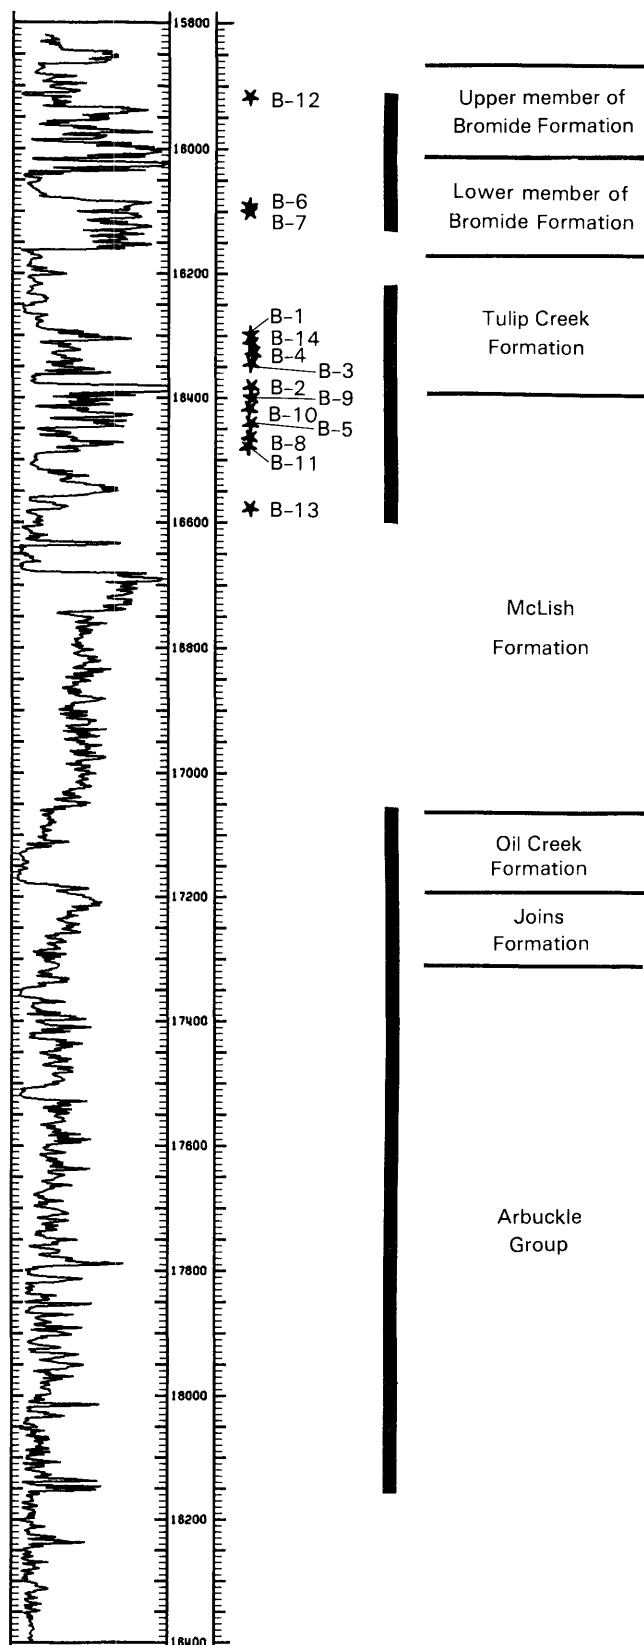 15800
Upper member of
Bromide Formation
B-12
16000
Lower member of
Bromide Formation
B-6
B-7
16200
Tulip Creek
Formation
B-1
B-14
B-4
B-3
B-2
B-9
16400
B-10
B-5
B-8
B-11
B-13
16600
McLish
Formation
16800
17000
Oil Creek
Formation
17200
Joins
Formation
17400
17600
Arbuckle
Group
17800
18000
18200
18400